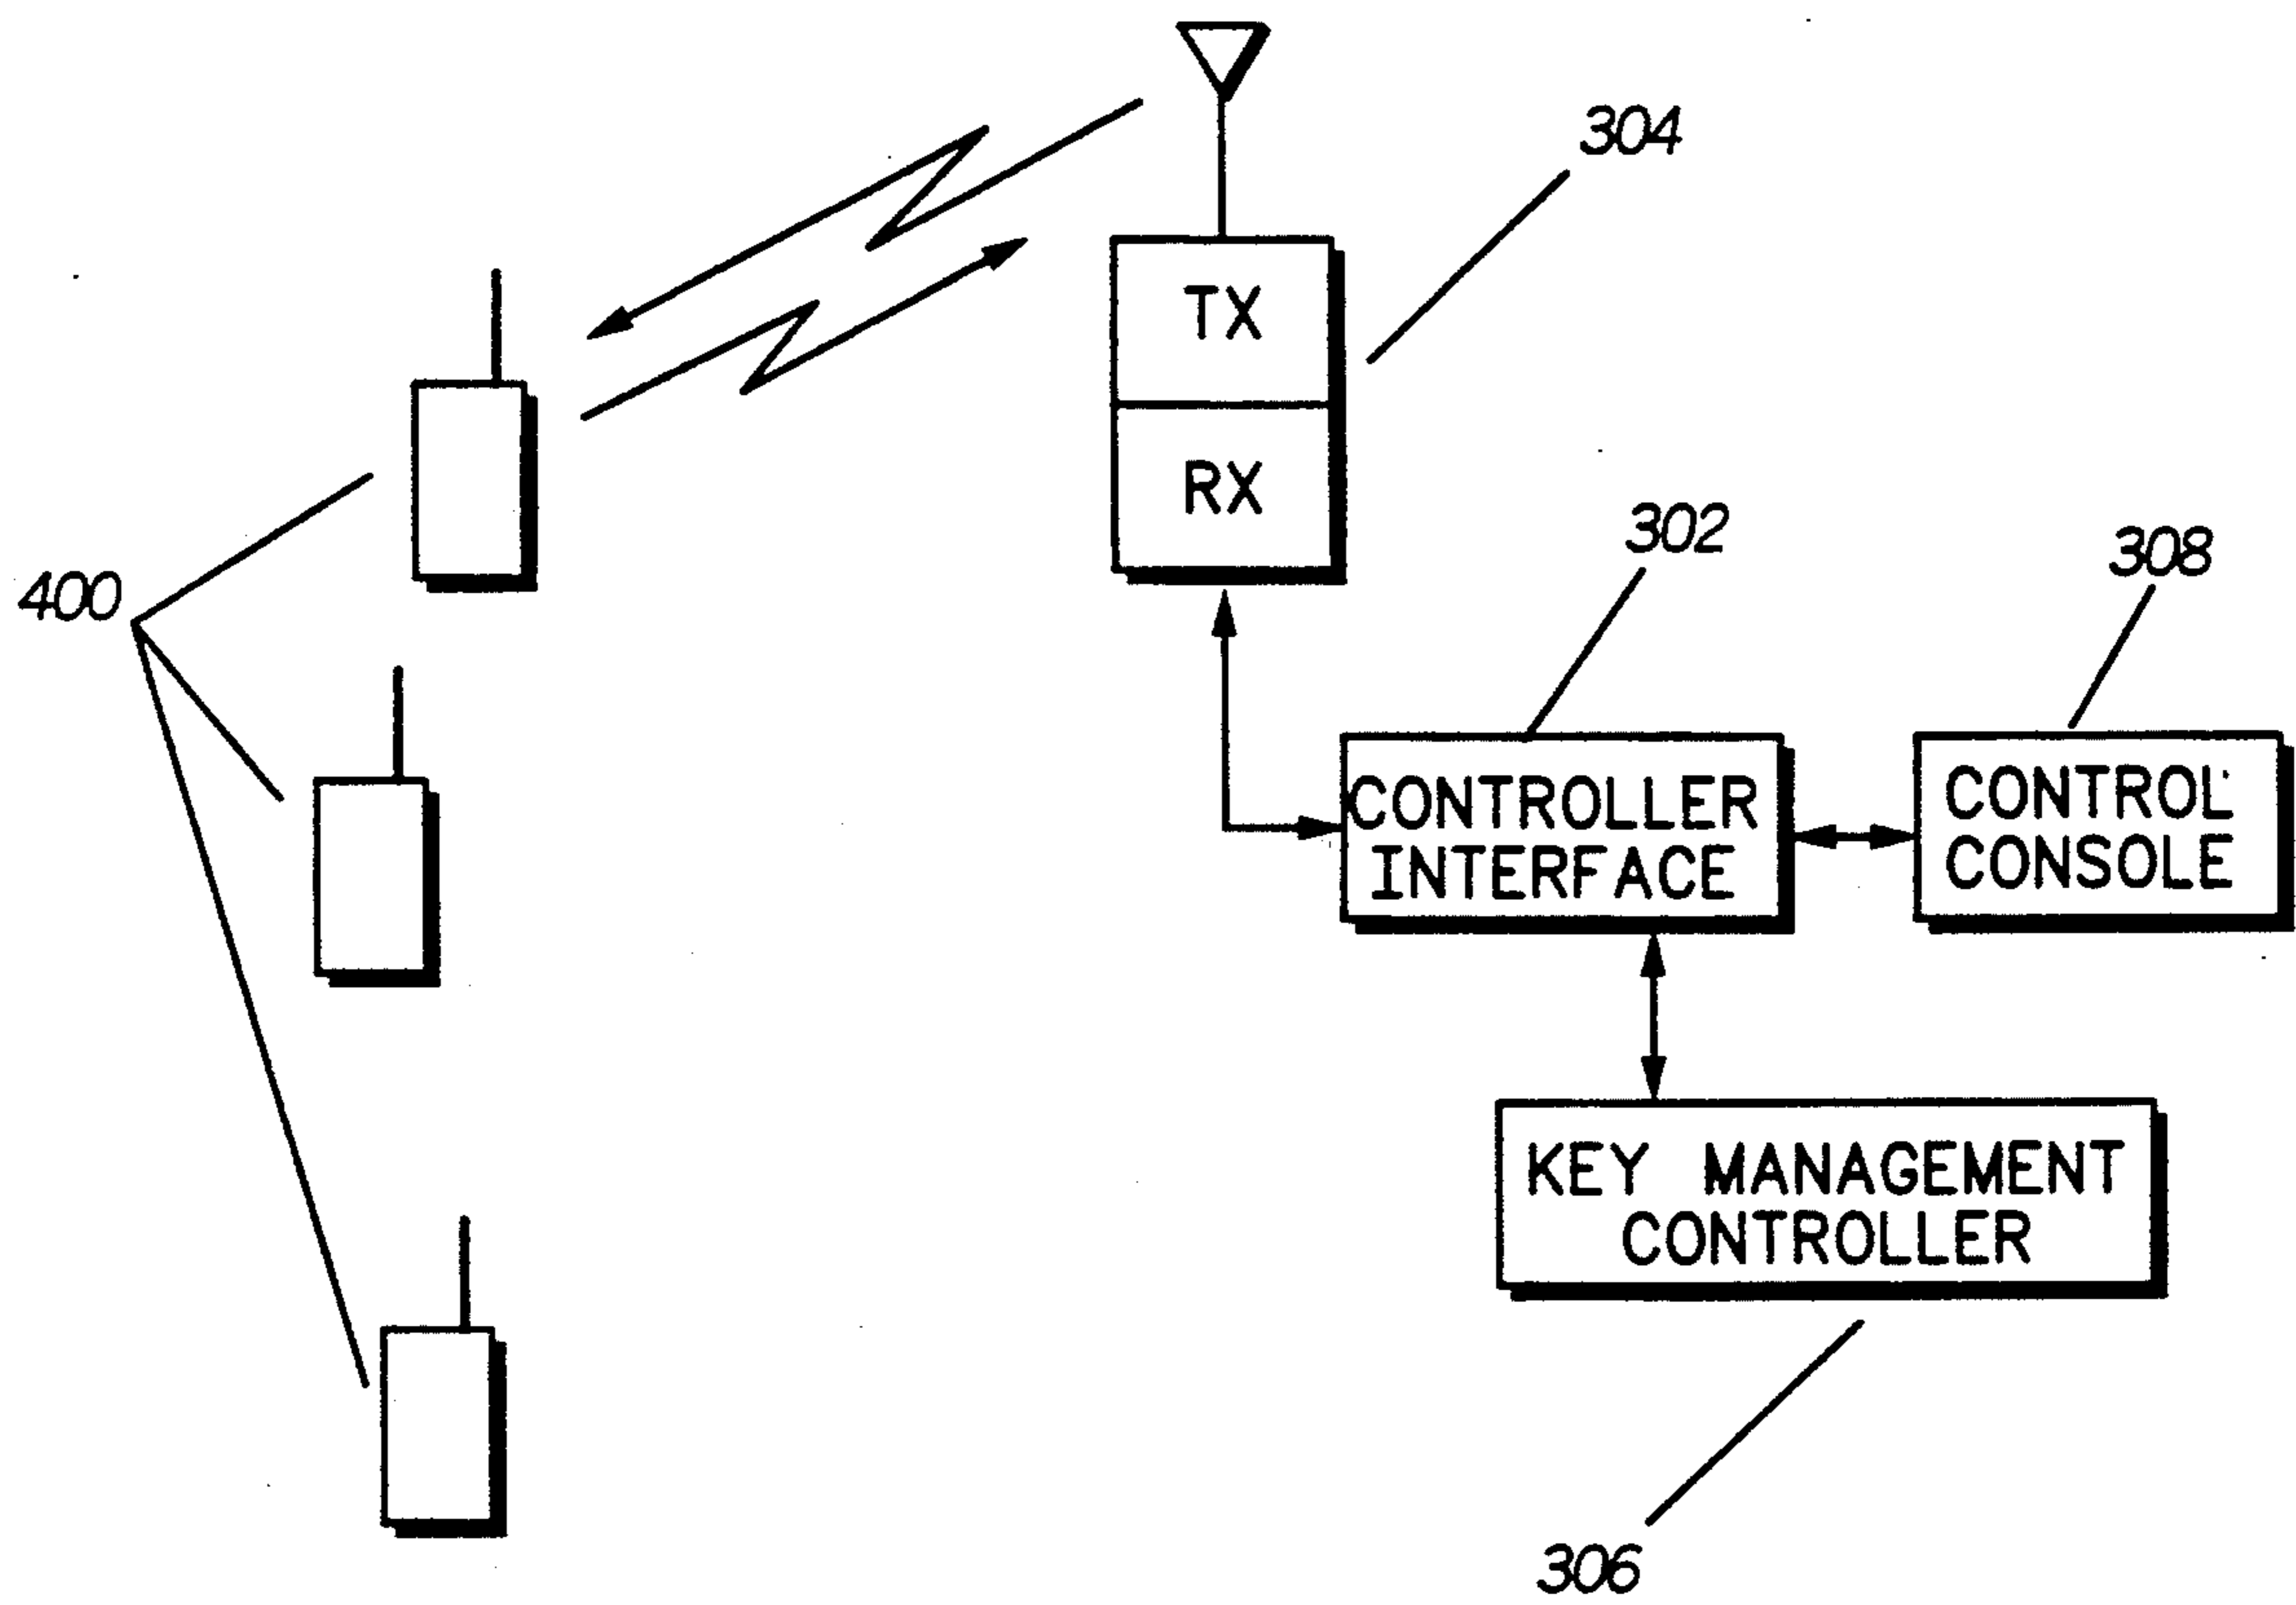 304
TX
RX
302
308
400
CONTROLLER
INTERFACE
CONTROL
CONSOLE
KEY MANAGEMENT
CONTROLLER
306